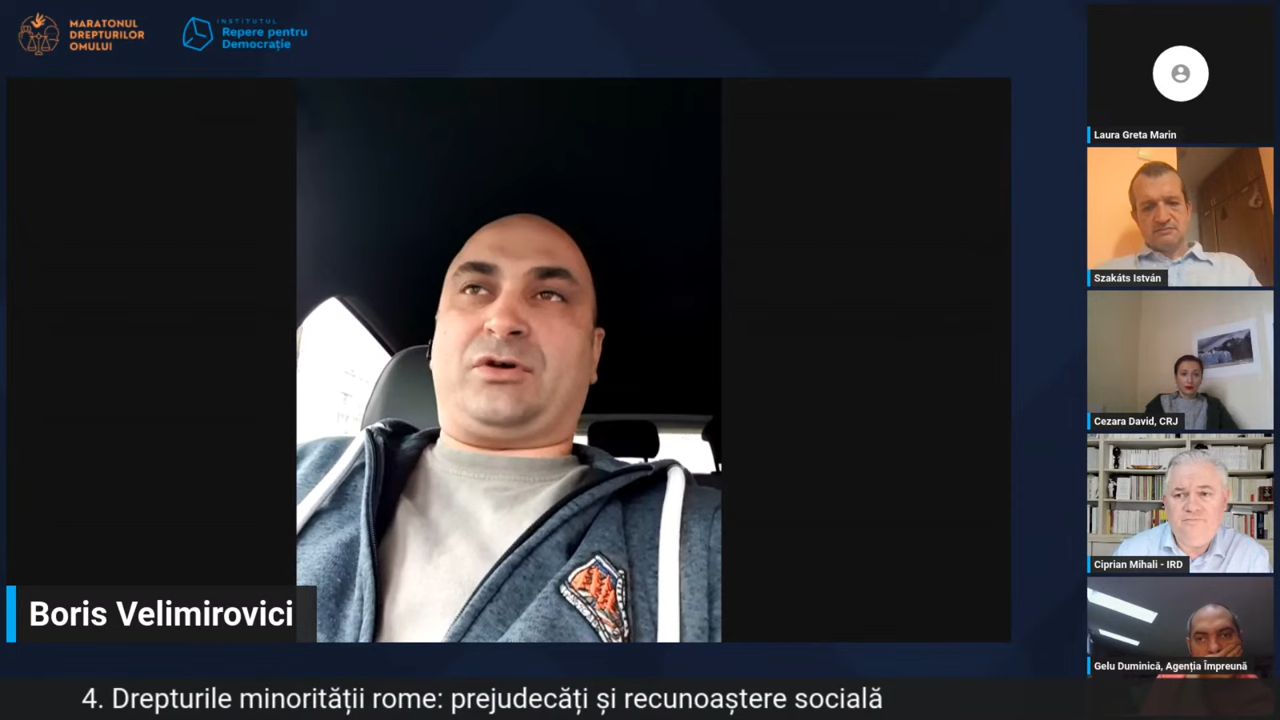 MARATONUL
DREPTURILOR
OMULUI
INSTITUTUL
Repere pentru
Democrație
Laura Greta Marin
Szakáts István
Cezara David, CRJ
Ciprian Mihali - IRD
Gelu Duminică, Agenția Împreună
Boris Velimirovici
4. Drepturile minorității rome: prejudecăți și recunoaștere socială